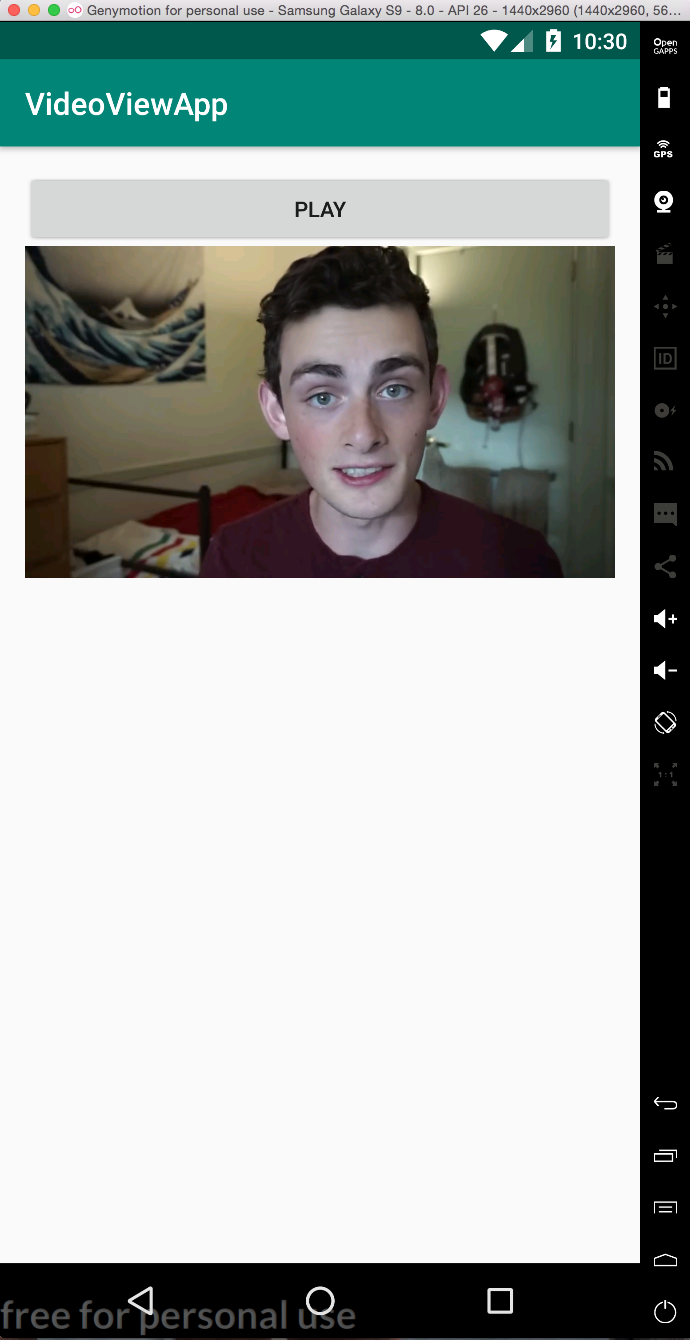 Genymotion for personal use - Samsung Galaxy S9 - 8.0 - API 26 - 1440x2960 (1440x2960, 56...
Open
GAPPS
10:30
VideoViewApp
GPS
PLAY
ID
1:1
free for personal use